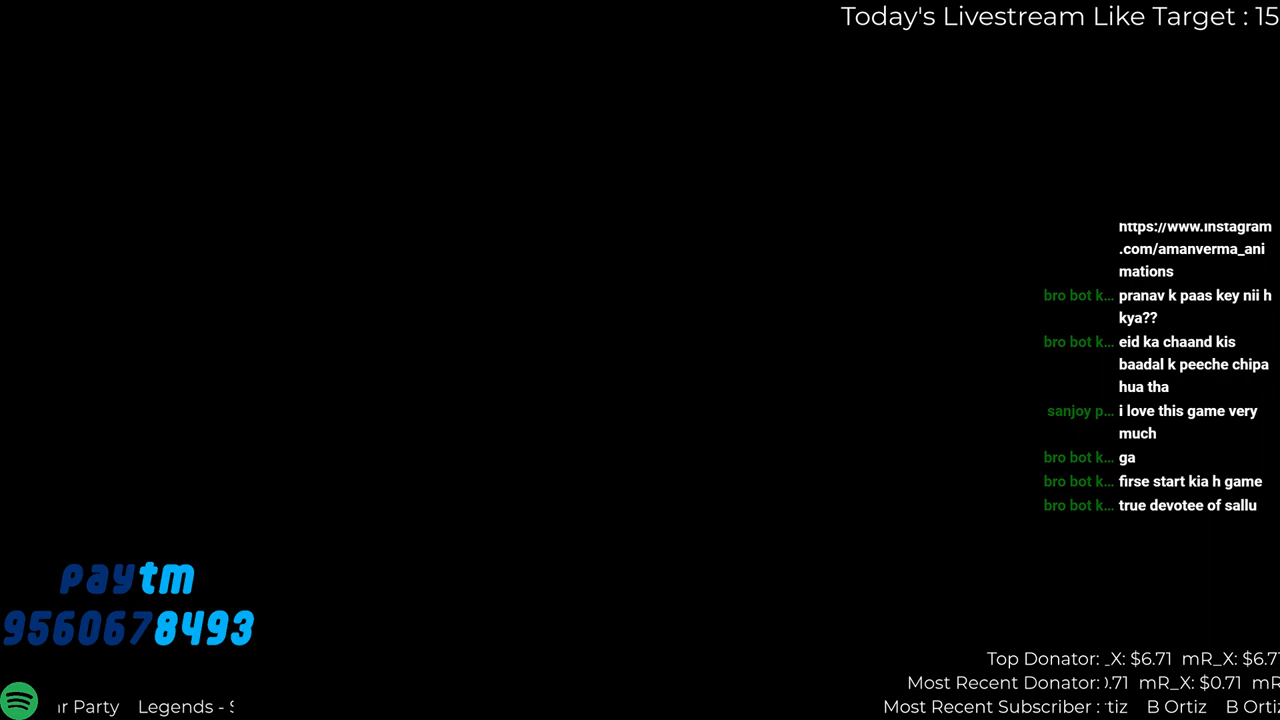 Today's Livestream Like Target : 15
https://www.instagram
.com/amanverma_ani
mations
bro bot k... pranav k paas key nii h
kya??
bro bot k... eid ka chaand kis
baadal k peeche chipa
hua tha
sanjoy p... i love this game very
much
bro bot k... ga
bro bot k... firse start kia h game
bro bot k... true devotee of sallu
paytm
9560678493
Top Donator: _X: $6.71 mR_X: $6.7
Most Recent Donator: .71 mR_X: $0.71 mR
Most Recent Subscriber : tiz B Ortiz B Orti
r Party Legends -